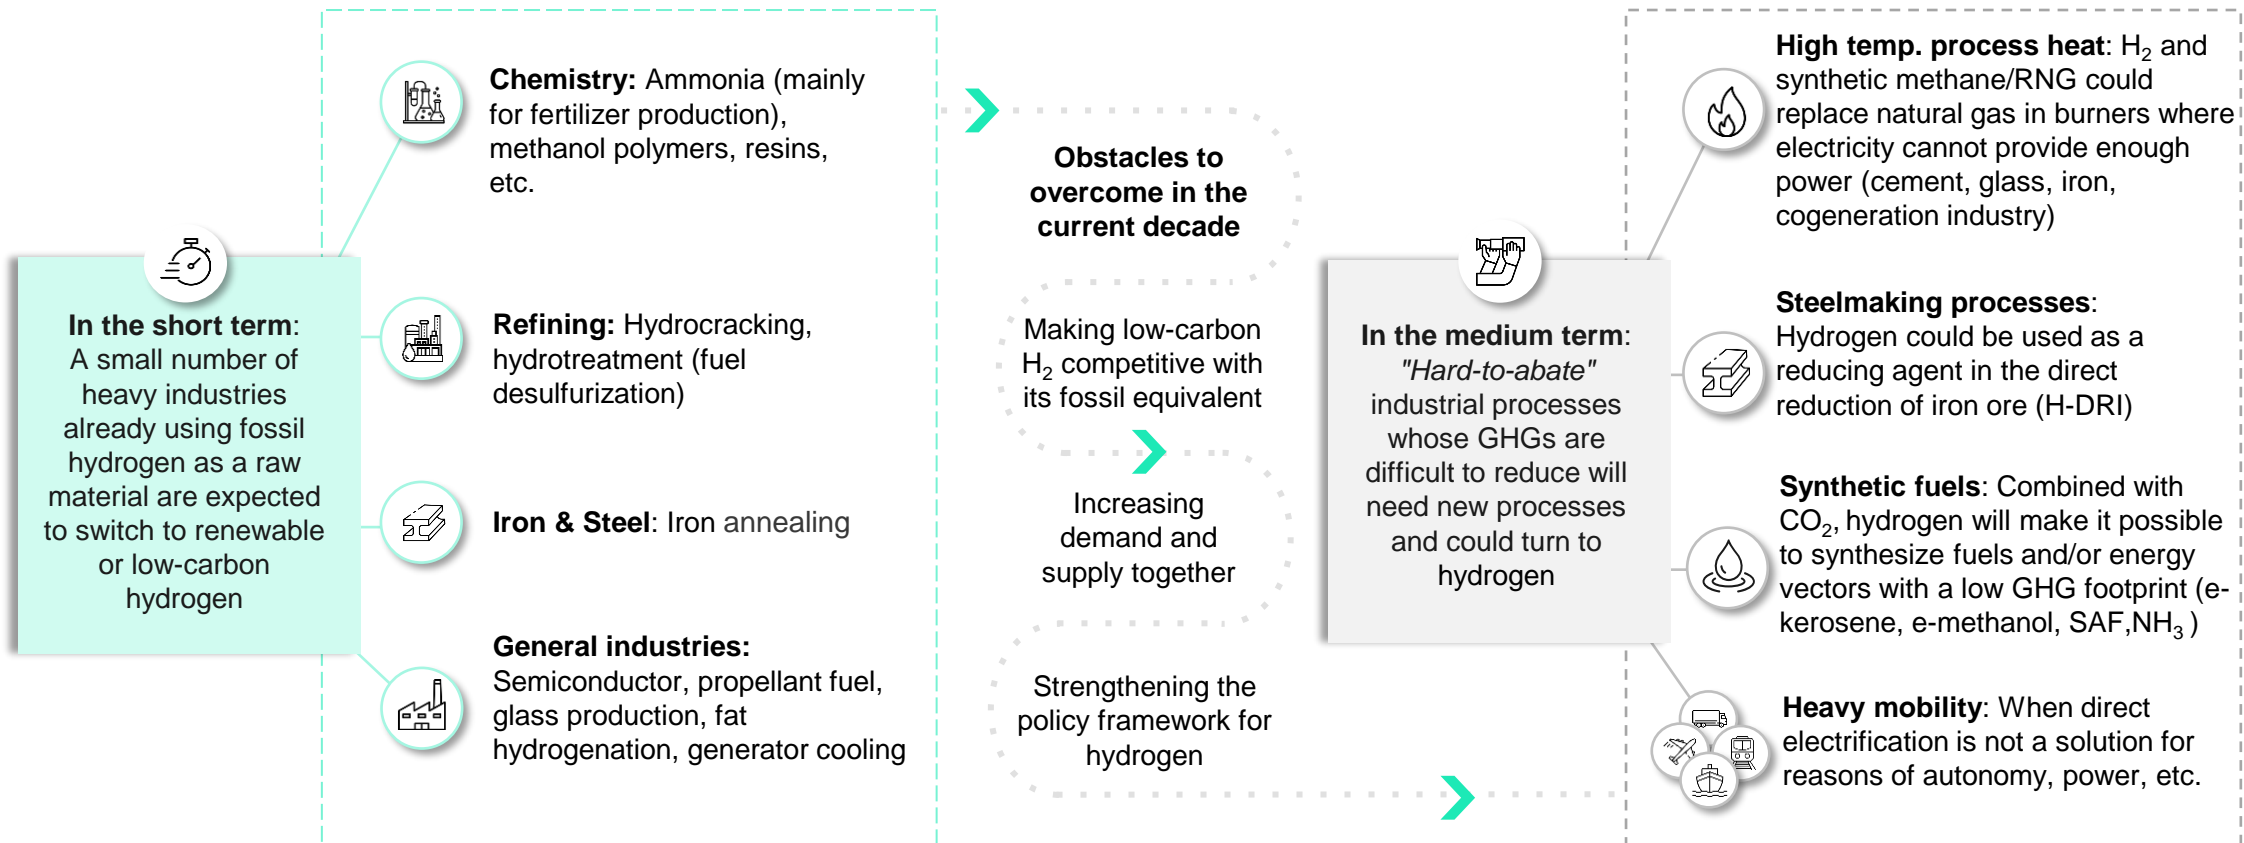 In the short term:
A small number of
heavy industries
already using fossil
hydrogen as a raw
material are expected
to switch to renewable
or low-carbon
hydrogen
Chemistry: Ammonia (mainly
for fertilizer production),
methanol polymers, resins,
etc.
Refining: Hydrocracking,
hydrotreatment (fuel
desulfurization)
Iron & Steel: Iron annealing
General industries:
Semiconductor, propellant fuel,
glass production, fat
hydrogenation, generator cooling
Obstacles to
overcome in the
current decade
Making low-carbon
H₂ competitive with
its fossil equivalent
Increasing
demand and
supply together
Strengthening the
policy framework for
hydrogen
In the medium term:
"Hard-to-abate"
industrial processes
whose GHGs are
difficult to reduce will
need new processes
and could turn to
hydrogen
High temp. process heat: H₂ and
synthetic methane/RNG could
replace natural gas in burners where
electricity cannot provide enough
power (cement, glass, iron,
cogeneration industry)
Steelmaking processes:
Hydrogen could be used as a
reducing agent in the direct
reduction of iron ore (H-DRI)
Synthetic fuels: Combined with
CO₂, hydrogen will make it possible
to synthesize fuels and/or energy
vectors with a low GHG footprint (e-
kerosene, e-methanol, SAF,NH₃ )
Heavy mobility: When direct
electrification is not a solution for
reasons of autonomy, power, etc.